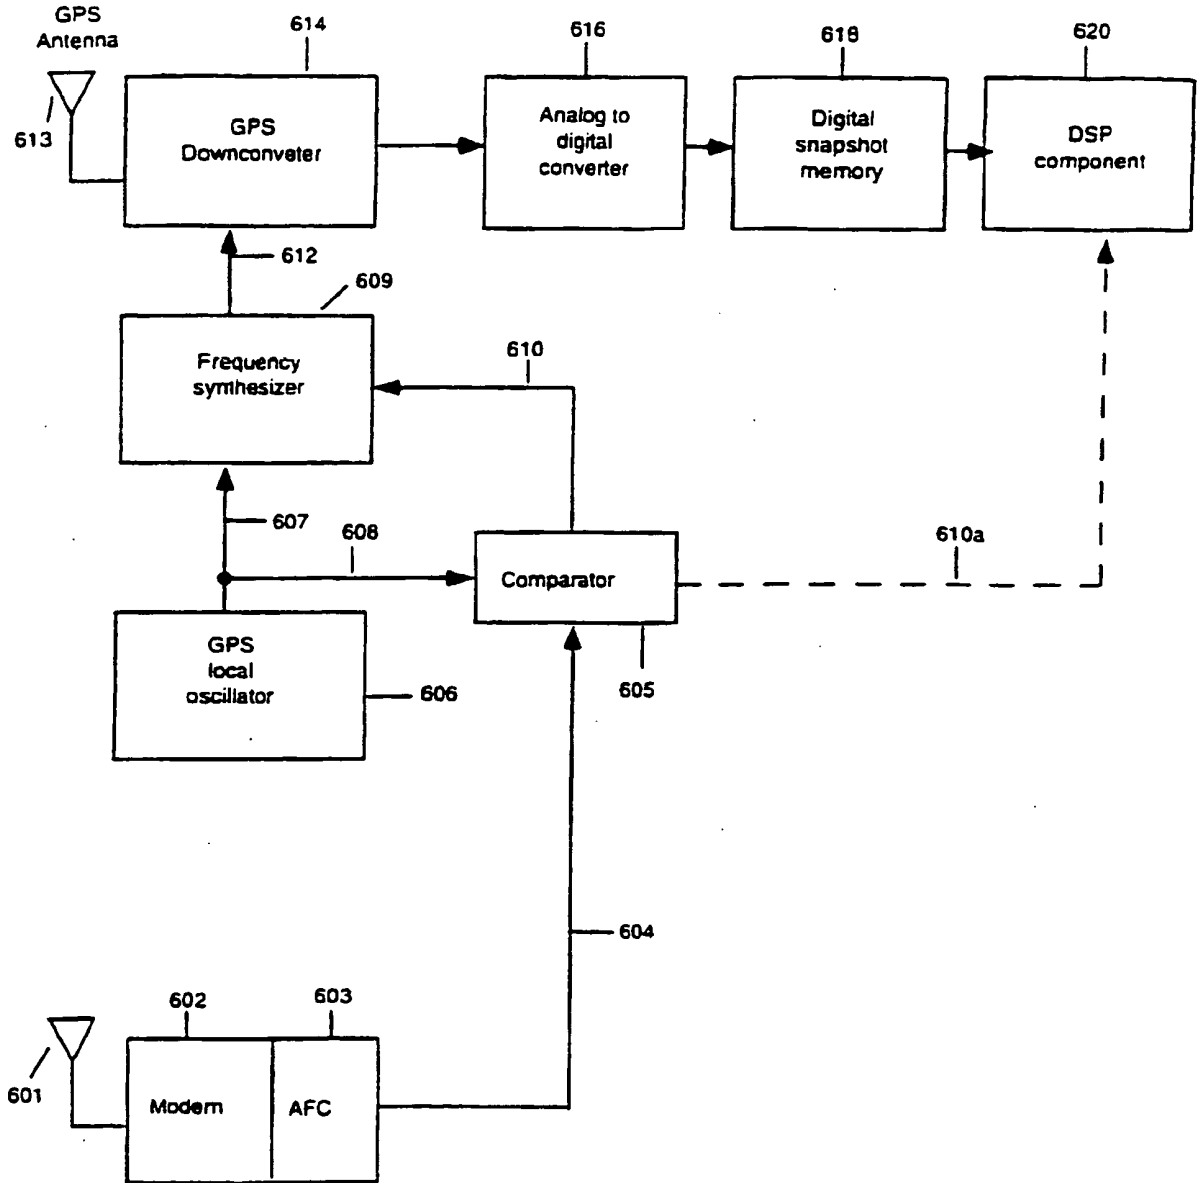 GPS
Antenna
614
616
618
620
613
GPS
Downconveter
Analog to
digital
converter
Digital
snapshot
memory
DSP
component
612
609
Frequency
synthesizer
610
607
608
Comparator
610a
GPS
local
oscillator
606
605
604
602
603
601
Modem
AFC